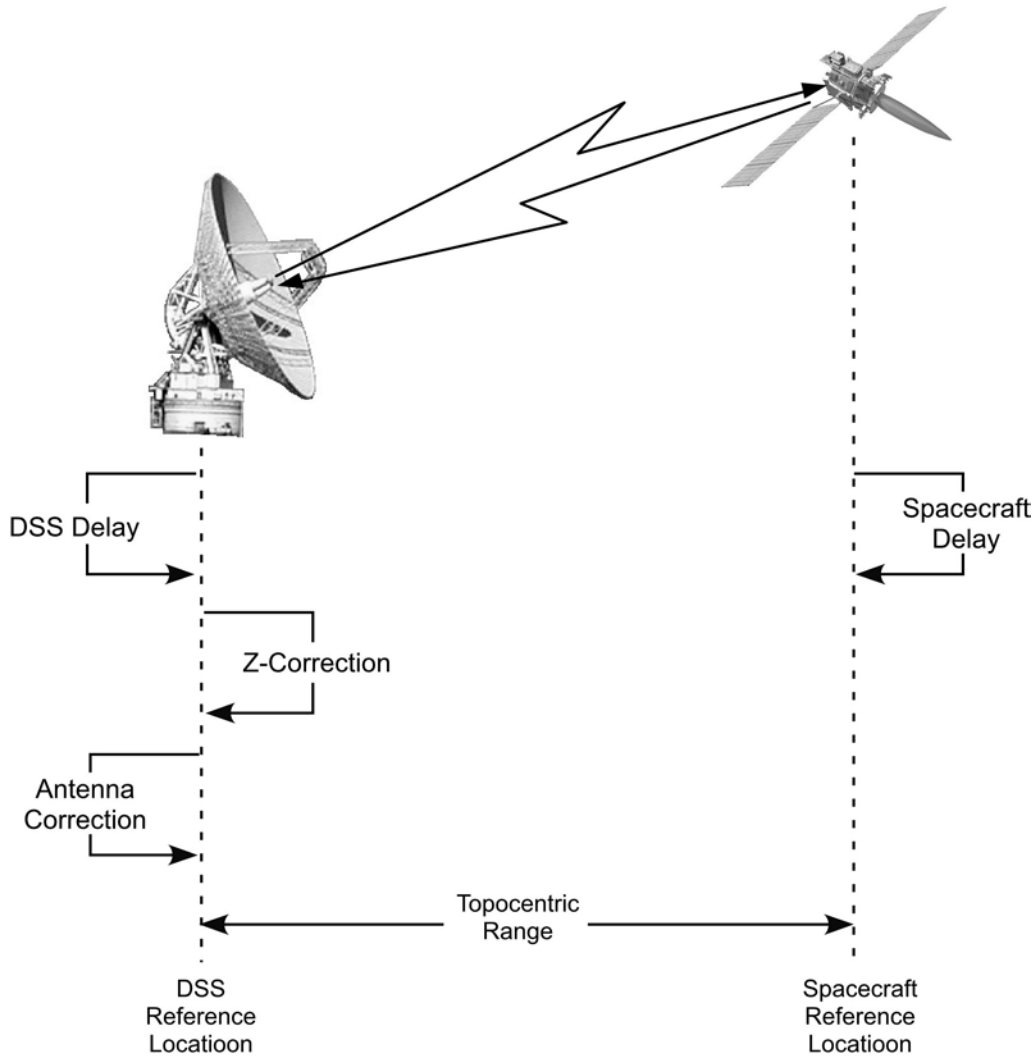 DSS Delay
Spacecraft
Delay
Z-Correction
Antenna
Correction
Topocentric
Range
DSS
Reference
Locatioon
Spacecraft
Reference
Locatioon